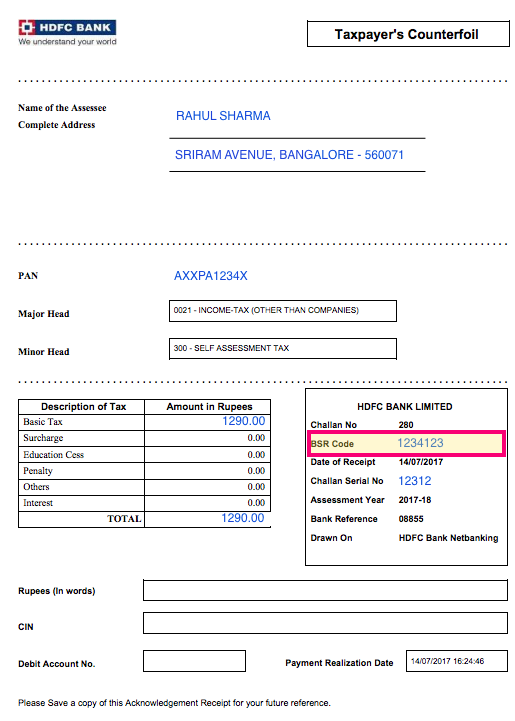 HDFC BANK
We understand your world
Taxpayer's Counterfoil
Name of the Assessee
RAHUL SHARMA
Complete Address
SRIRAM AVENUE, BANGALORE - 560071
PAN
AXXPA1234X
Major Head
0021 - INCOME-TAX (OTHER THAN COMPANIES)
Minor Head
300 - SELF ASSESSMENT TAX
Description of Tax Amount in Rupees
Basic Tax 1290.00
Surcharge 0.00
Education Cess 0.00
Penalty 0.00
Others 0.00
Interest 0.00
TOTAL 1290.00
HDFC BANK LIMITED
Challan No 280
BSR Code 1234123
Date of Receipt 14/07/2017
Challan Serial No 12312
Assessment Year 2017-18
Bank Reference 08855
Drawn On HDFC Bank Netbanking
Rupees (In words)
CIN
Debit Account No.
Payment Realization Date 14/07/2017 16:24:46
Please Save a copy of this Acknowledgement Receipt for your future reference.